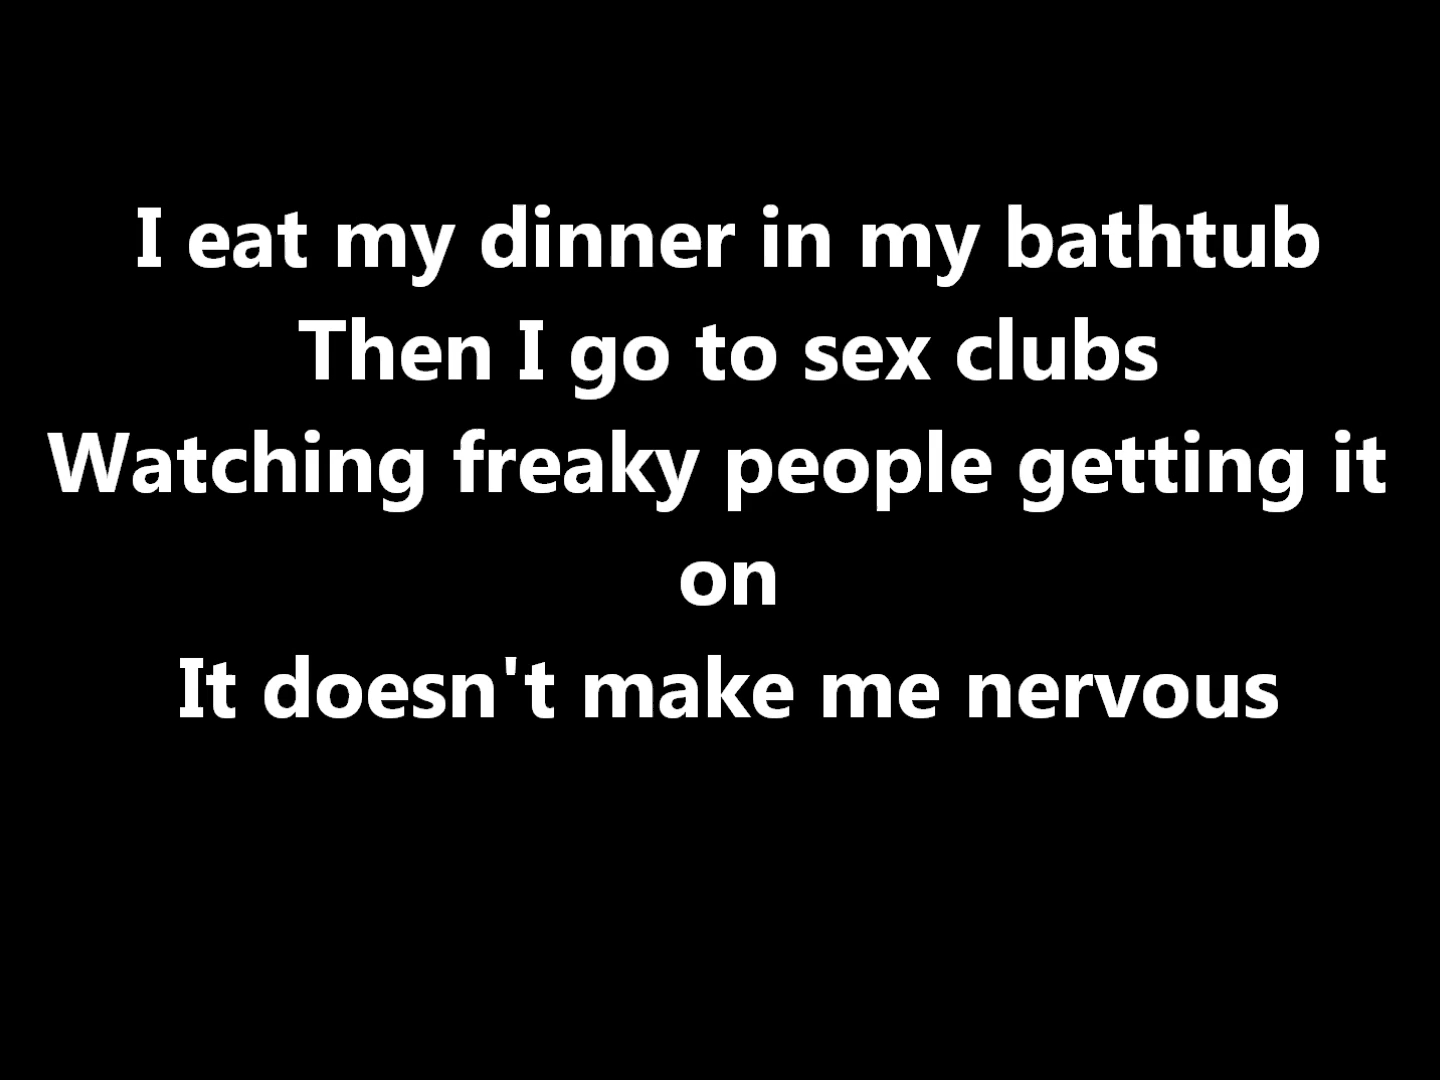 I eat my dinner in my bathtub
Then I go to sex clubs
Watching freaky people getting it
on
It doesn't make me nervous